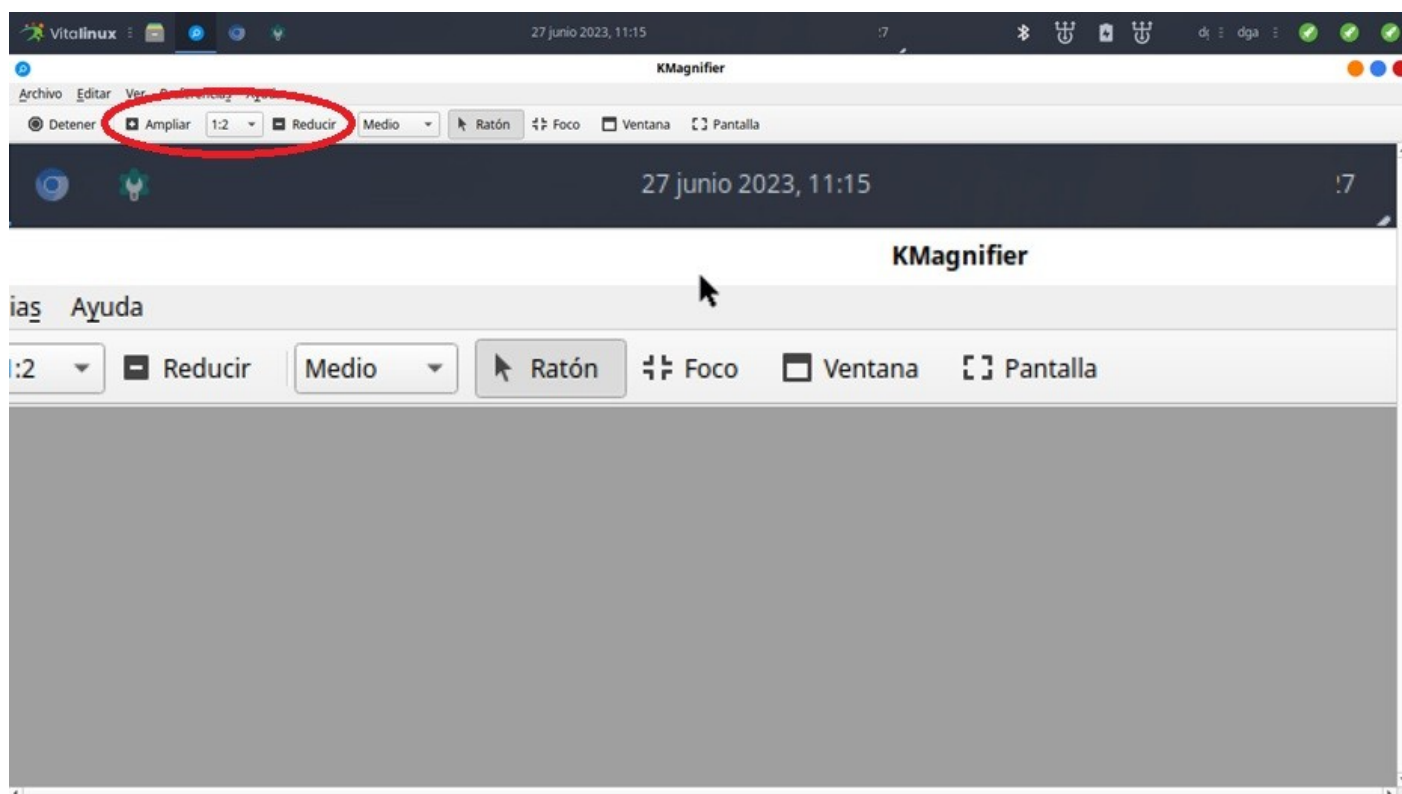 Vitalinux 27 junio 2023, 11:15 :7 dga
KMagnifier
Archivo Editar Ver Preferencias Ayuda
Detener Ampliar 1:2 Reducir Medio Ratón Foco Ventana Pantalla
27 junio 2023, 11:15 :7
KMagnifier
ias Ayuda
:2 Reducir Medio Ratón Foco Ventana Pantalla